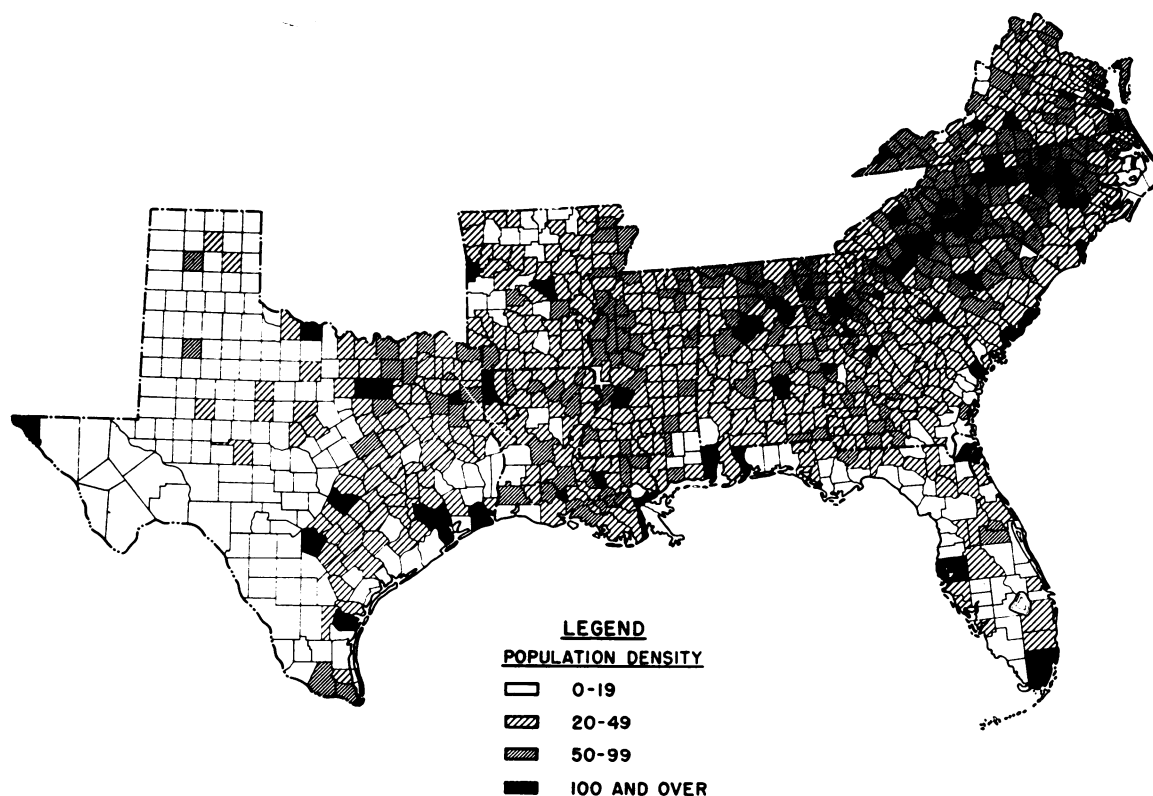 LEGEND
POPULATION DENSITY
0-19
20-49
50-99
100 AND OVER